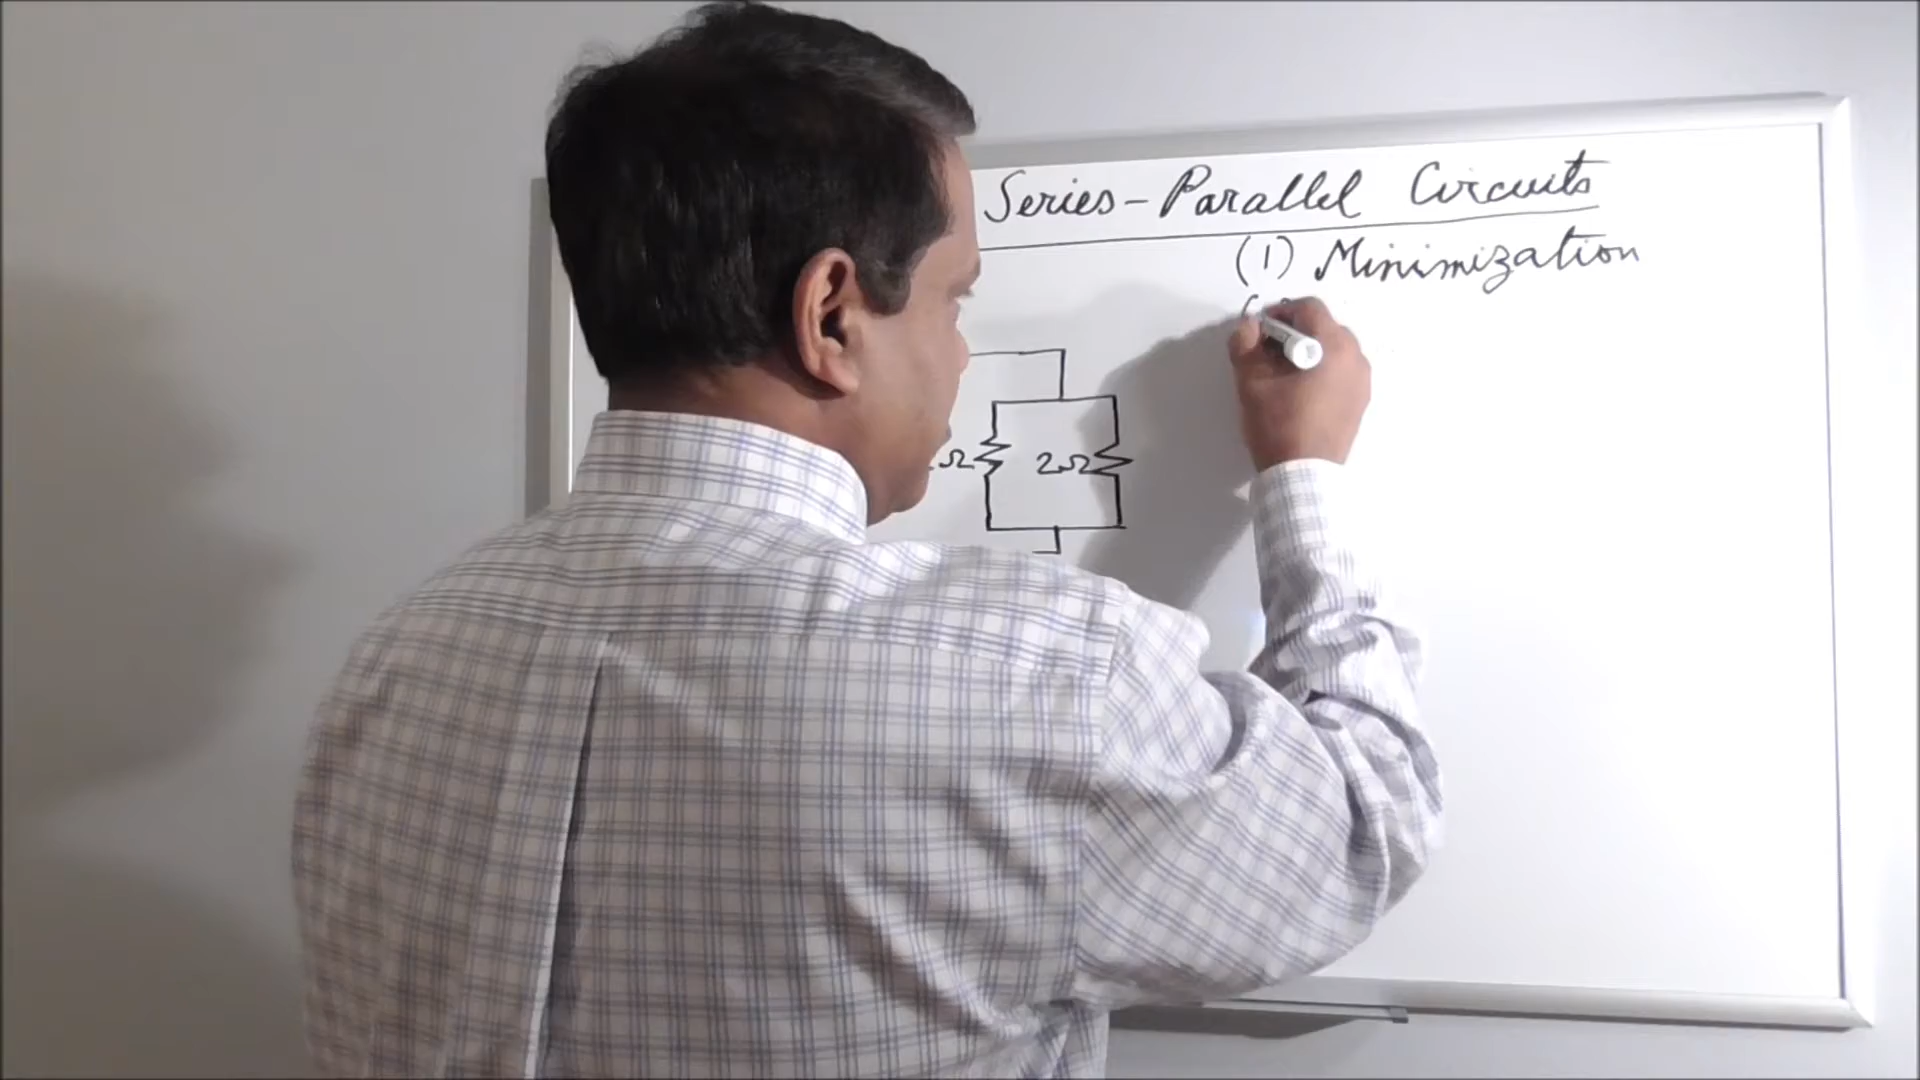 Series-Parallel Circuits
(1) Minimization
Ω 2Ω